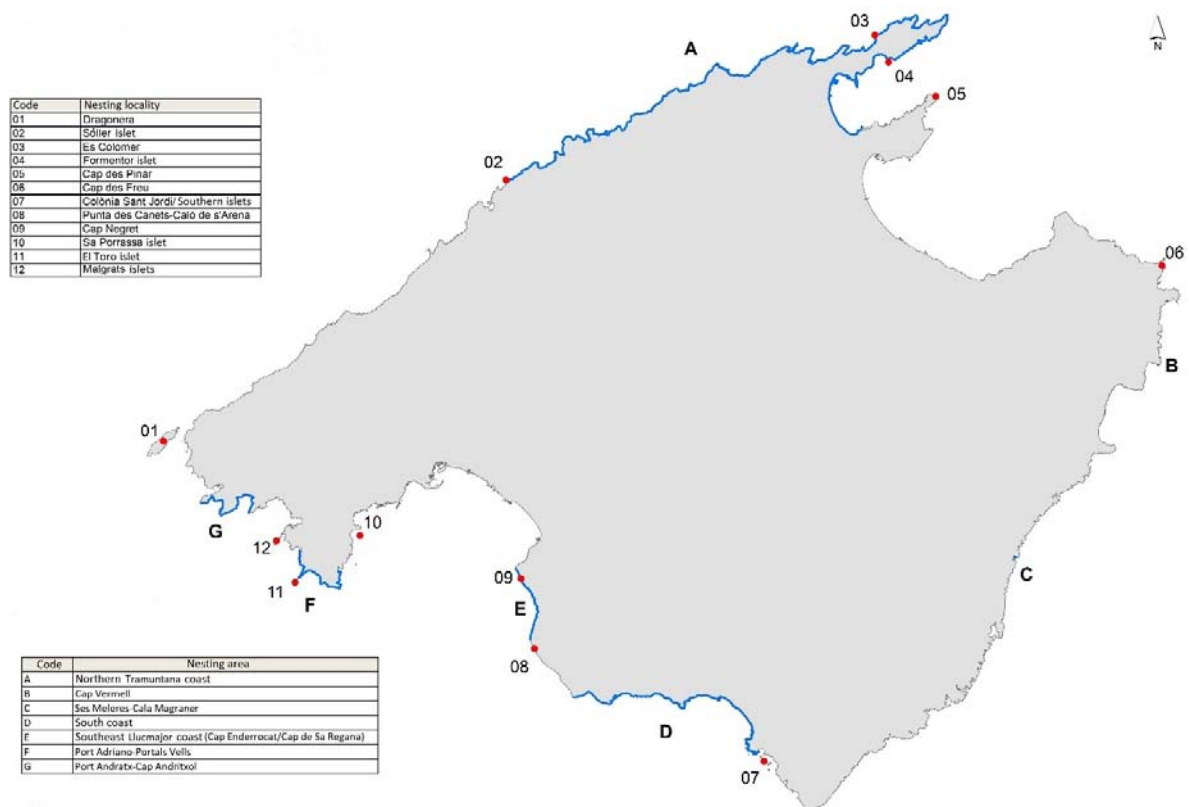 A
03
N
04
05
Code Nesting locality
01 Dragonera
02 Sóller islet
03 Es Colomer
04 Formentor islet
05 Cap des Pinar
06 Cap des Freu
07 Colònia Sant Jordi/Southern islets
08 Punta des Canets-Caló de s'Arena
09 Cap Negret
10 Sa Porrassa islet
11 El Toro islet
12 Malgrats islets
02
06
B
01
G
10
12
11
F
09
E
08
C
D
07
Code Nesting area
A Northern Tramuntana coast
B Cap Vermell
C Ses Meleres-Cala Magraner
D South coast
E Southeast Llucmajor coast (Cap Enderrocat/Cap de Sa Regana)
F Port Adriano-Portals Vells
G Port Andratx-Cap Andritxol